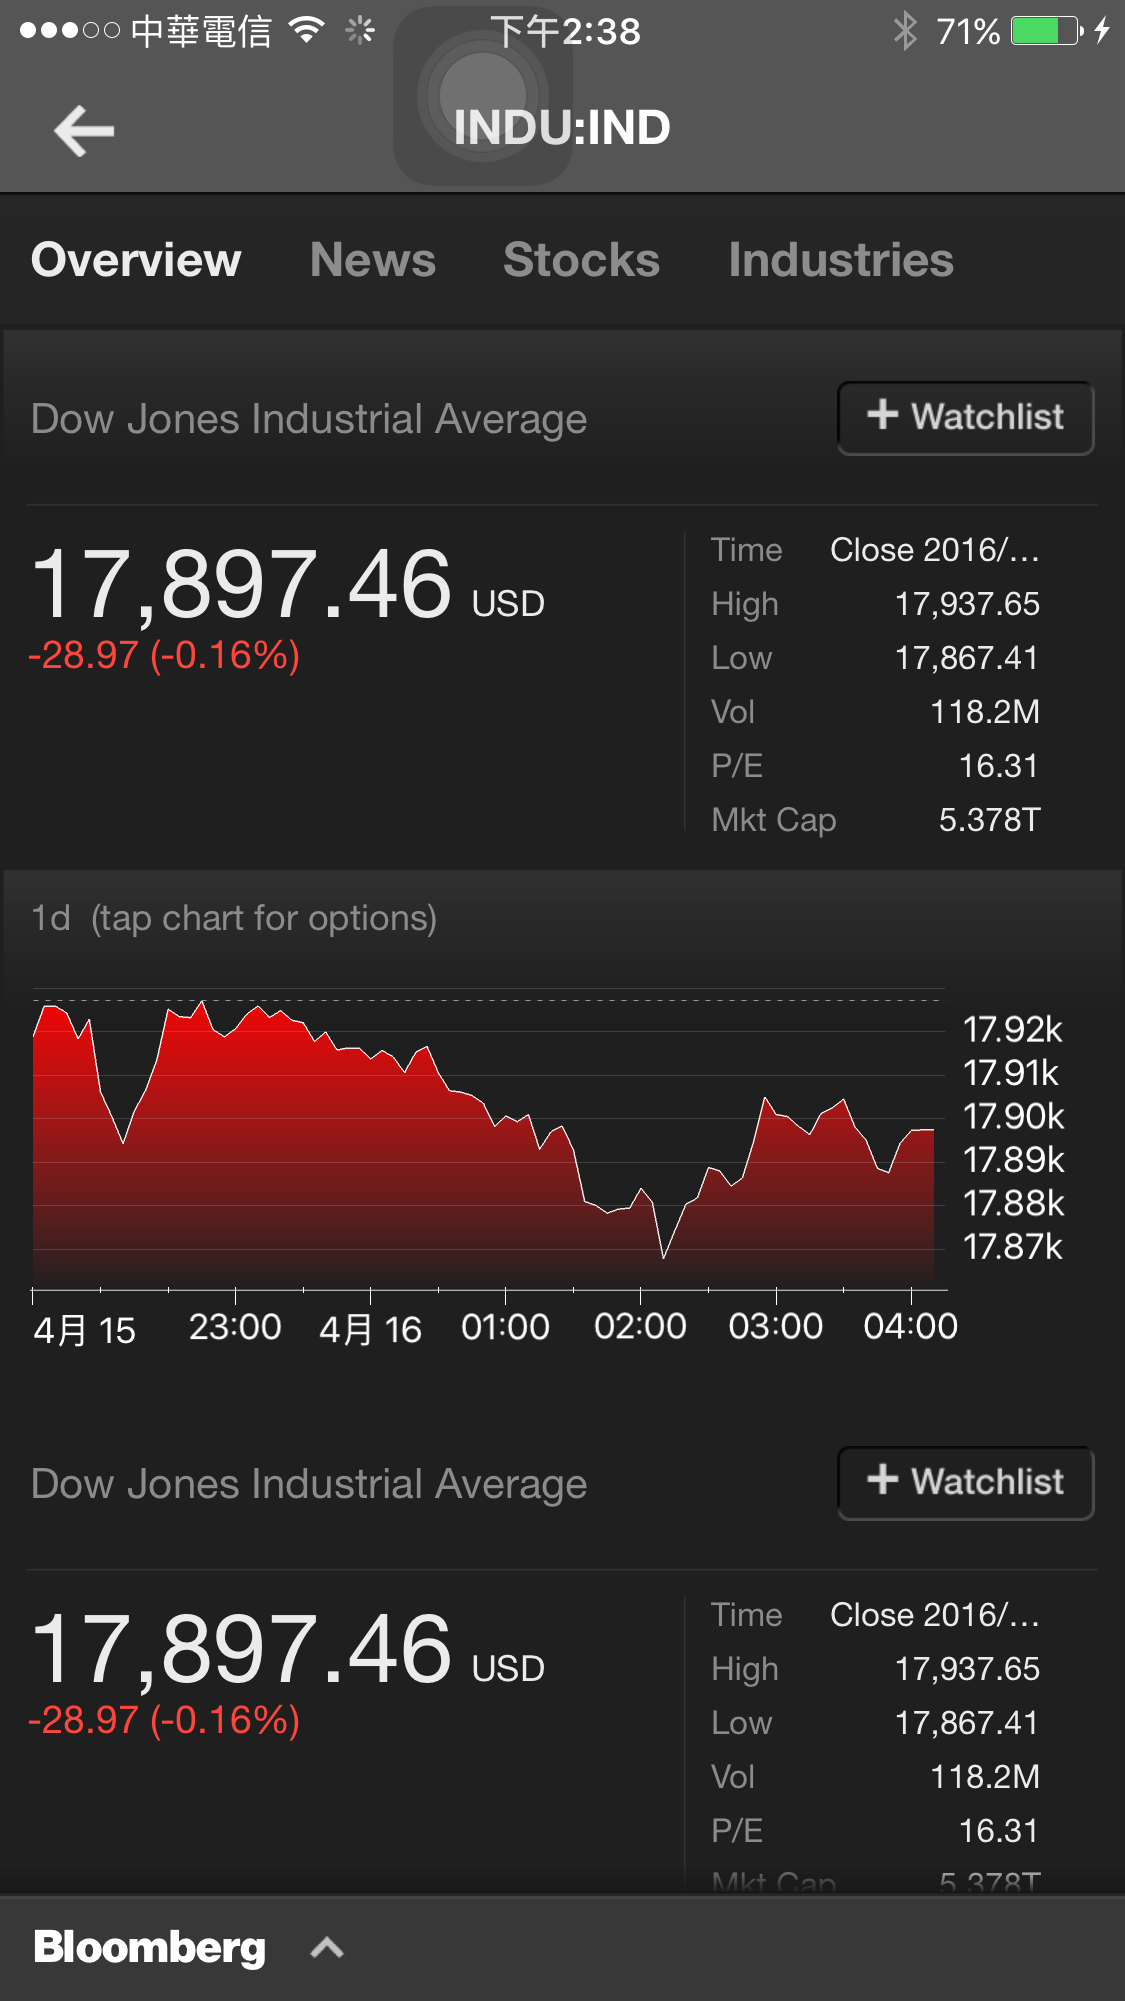 中華電信 下午2:38 71%
INDU:IND
Overview News Stocks Industries
Dow Jones Industrial Average + Watchlist
17,897.46 USD
-28.97 (-0.16%)
Time Close 2016/...
High 17,937.65
Low 17,867.41
Vol 118.2M
P/E 16.31
Mkt Cap 5.378T
1d (tap chart for options)
17.92k
17.91k
17.90k
17.89k
17.88k
17.87k
4月 15 23:00 4月 16 01:00 02:00 03:00 04:00
Dow Jones Industrial Average + Watchlist
17,897.46 USD
-28.97 (-0.16%)
Time Close 2016/...
High 17,937.65
Low 17,867.41
Vol 118.2M
P/E 16.31
Mkt Cap 5.378T
Bloomberg